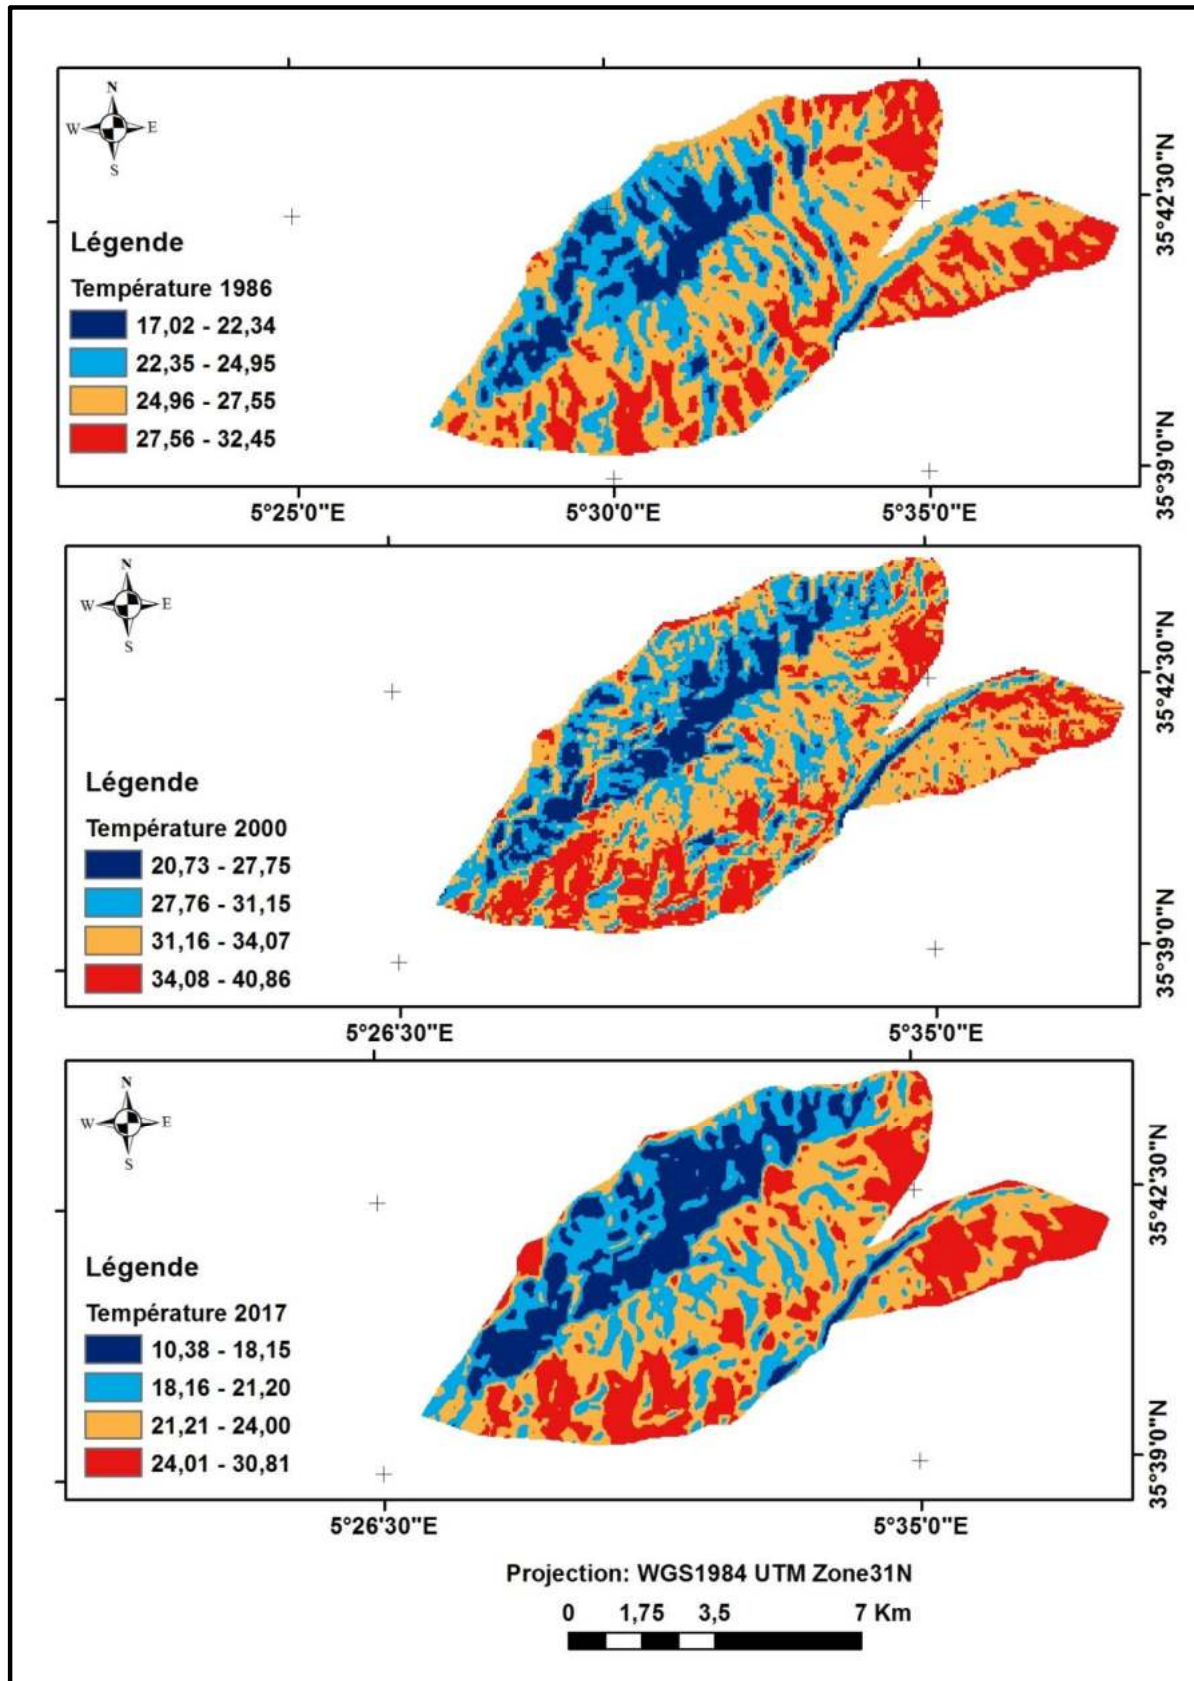 N
W E
S
Légende
Température 1986
17,02 - 22,34
22,35 - 24,95
24,96 - 27,55
27,56 - 32,45
35°42'30"N
35°39'0"N
5°25'0"E 5°30'0"E 5°35'0"E
N
W E
S
Légende
Température 2000
20,73 - 27,75
27,76 - 31,15
31,16 - 34,07
34,08 - 40,86
35°42'30"N
35°39'0"N
5°26'30"E 5°35'0"E
N
W E
S
Légende
Température 2017
10,38 - 18,15
18,16 - 21,20
21,21 - 24,00
24,01 - 30,81
35°42'30"N
35°39'0"N
5°26'30"E 5°35'0"E
Projection: WGS1984 UTM Zone31N
0 1,75 3,5 7 Km